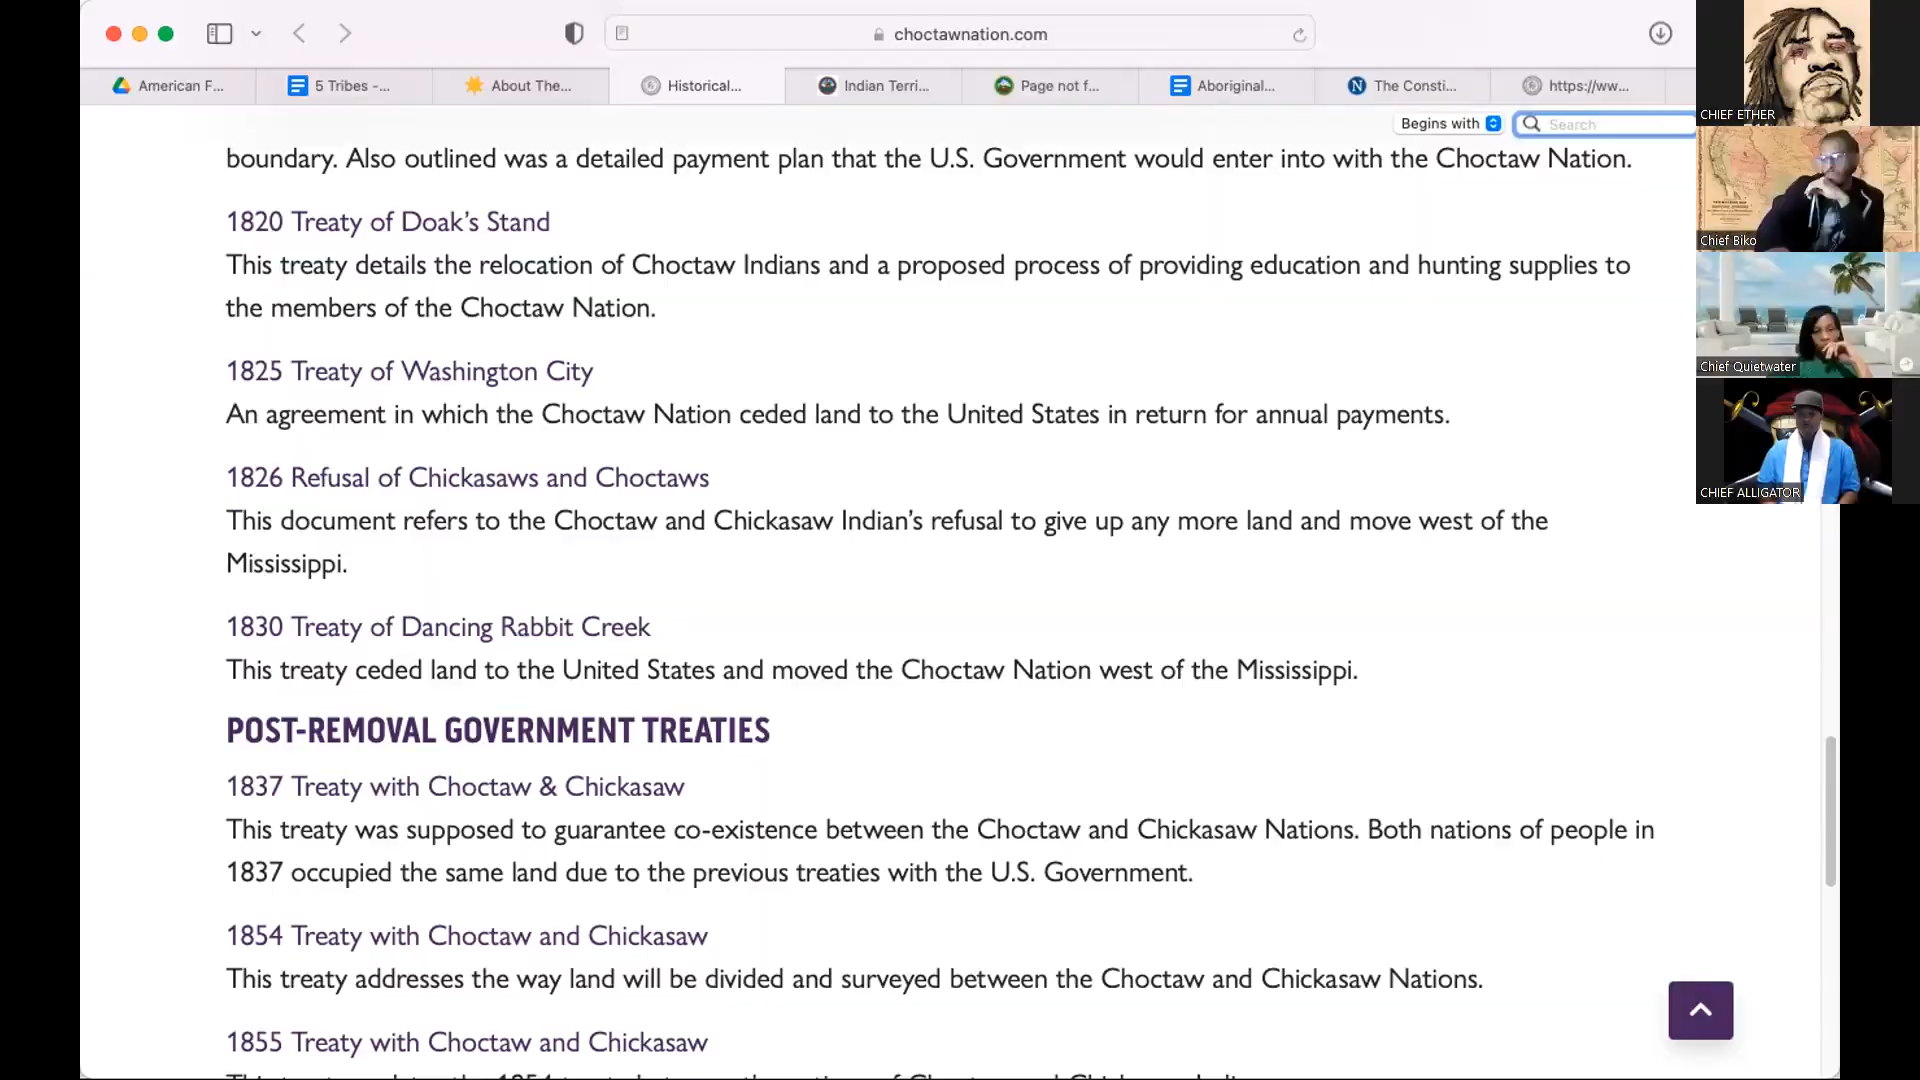 choctawnation.com
American F...
5 Tribes -...
About The...
Historical...
Indian Terri...
Page not f...
Aboriginal...
The Consti...
https://ww...
Begins with
Search
boundary. Also outlined was a detailed payment plan that the U.S. Government would enter into with the Choctaw Nation.
1820 Treaty of Doak’s Stand
This treaty details the relocation of Choctaw Indians and a proposed process of providing education and hunting supplies to
the members of the Choctaw Nation.
1825 Treaty of Washington City
An agreement in which the Choctaw Nation ceded land to the United States in return for annual payments.
1826 Refusal of Chickasaws and Choctaws
This document refers to the Choctaw and Chickasaw Indian’s refusal to give up any more land and move west of the
Mississippi.
1830 Treaty of Dancing Rabbit Creek
This treaty ceded land to the United States and moved the Choctaw Nation west of the Mississippi.
POST-REMOVAL GOVERNMENT TREATIES
1837 Treaty with Choctaw & Chickasaw
This treaty was supposed to guarantee co-existence between the Choctaw and Chickasaw Nations. Both nations of people in
1837 occupied the same land due to the previous treaties with the U.S. Government.
1854 Treaty with Choctaw and Chickasaw
This treaty addresses the way land will be divided and surveyed between the Choctaw and Chickasaw Nations.
1855 Treaty with Choctaw and Chickasaw
CHIEF ETHER
Chief Biko
Chief Quietwater
CHIEF ALLIGATOR